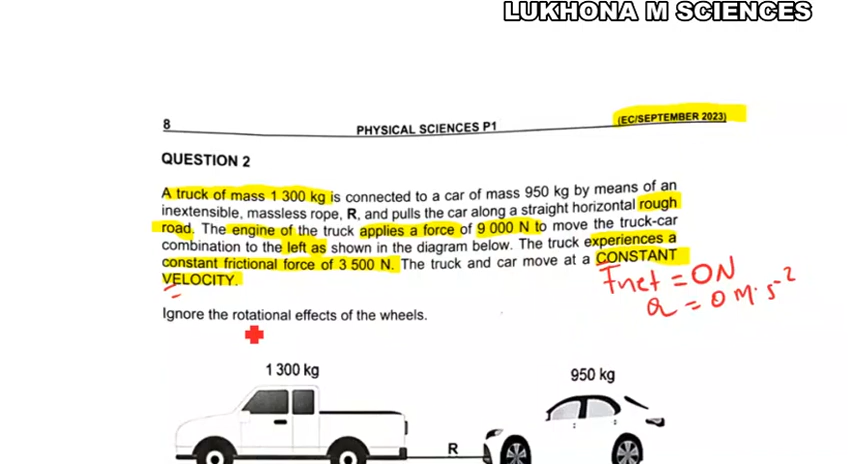 LUKHONA M SCIENCES
8
PHYSICAL SCIENCES P1
(EC/SEPTEMBER 2023)
QUESTION 2
A truck of mass 1 300 kg is connected to a car of mass 950 kg by means of an
inextensible, massless rope, R, and pulls the car along a straight horizontal rough
road. The engine of the truck applies a force of 9 000 N to move the truck-car
combination to the left as shown in the diagram below. The truck experiences a
constant frictional force of 3 500 N. The truck and car move at a CONSTANT
VELOCITY.
Fnet = 0N
a = 0 m·s-2
Ignore the rotational effects of the wheels.
1 300 kg
950 kg
R